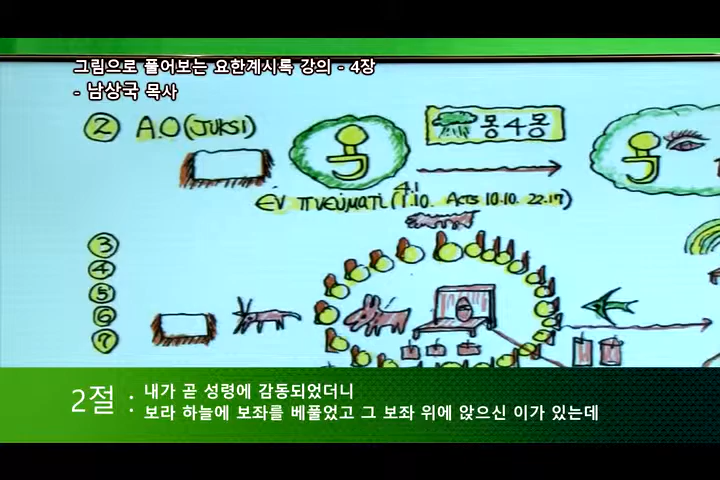 그림으로 풀어보는 요한계시록 강의 - 4장
- 남상국 목사
② A.O (JUKSI)
몽4몽
4.1
ἐν πνεύματι (1.10. Acts 10.10. 22.17)
③
④
⑤
⑥
⑦
2절 : 내가 곧 성령에 감동되었더니
보라 하늘에 보좌를 베풀었고 그 보좌 위에 앉으신 이가 있는데